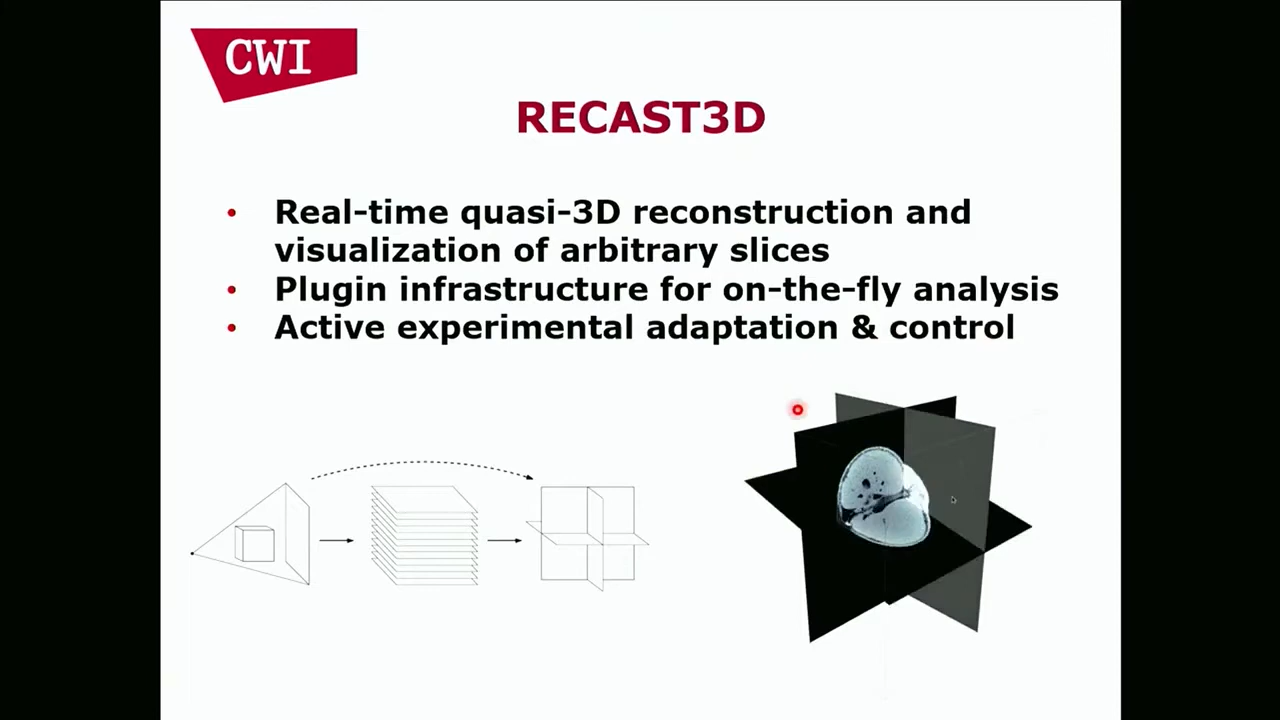 CWI
RECAST3D
• Real-time quasi-3D reconstruction and
visualization of arbitrary slices
• Plugin infrastructure for on-the-fly analysis
• Active experimental adaptation & control